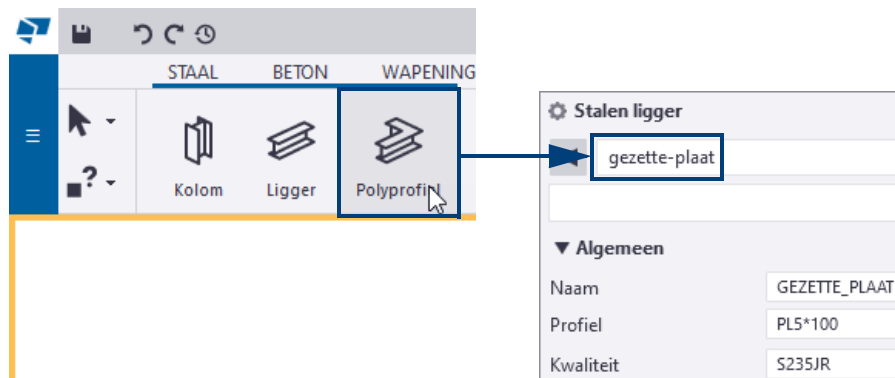 STAAL BETON WAPENING
Kolom Ligger Polyprofiel
Stalen ligger
gezette-plaat
Algemeen
Naam GEZETTE_PLAAT
Profiel PL5*100
Kwaliteit S235JR